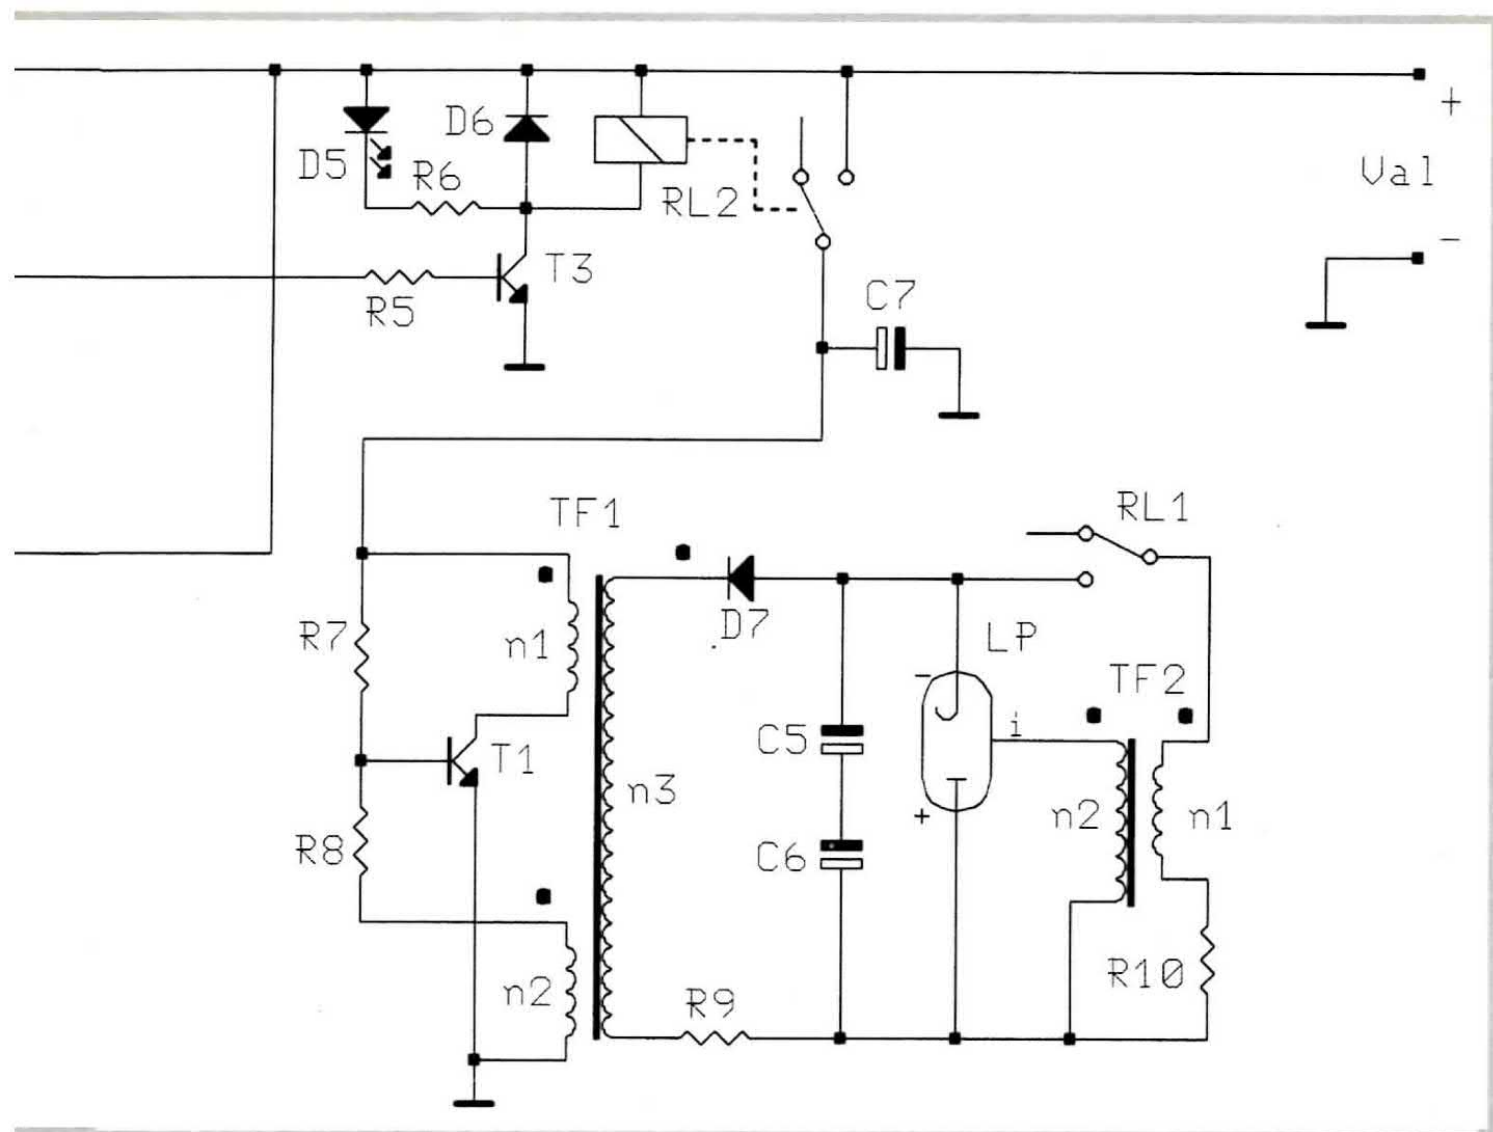 +
D6
D5
R6
Val
RL2
-
T3
C7
R5
RL1
TF1
D7
LP
R7
n1
-
TF2
i
C5
T1
n3
+
n2
n1
R8
C6
R10
n2
R9